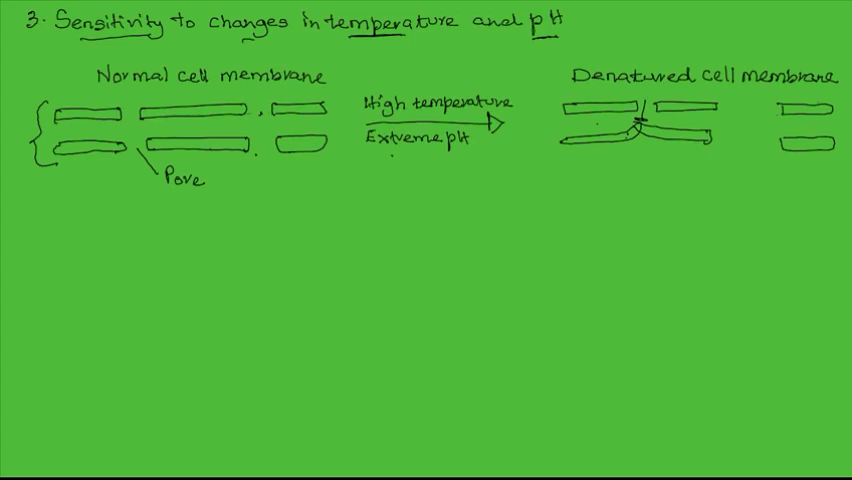 3. Sensitivity to changes in temperature and pH
Normal cell membrane
High temperature
Extreme pH
Denatured cell membrane
Pore